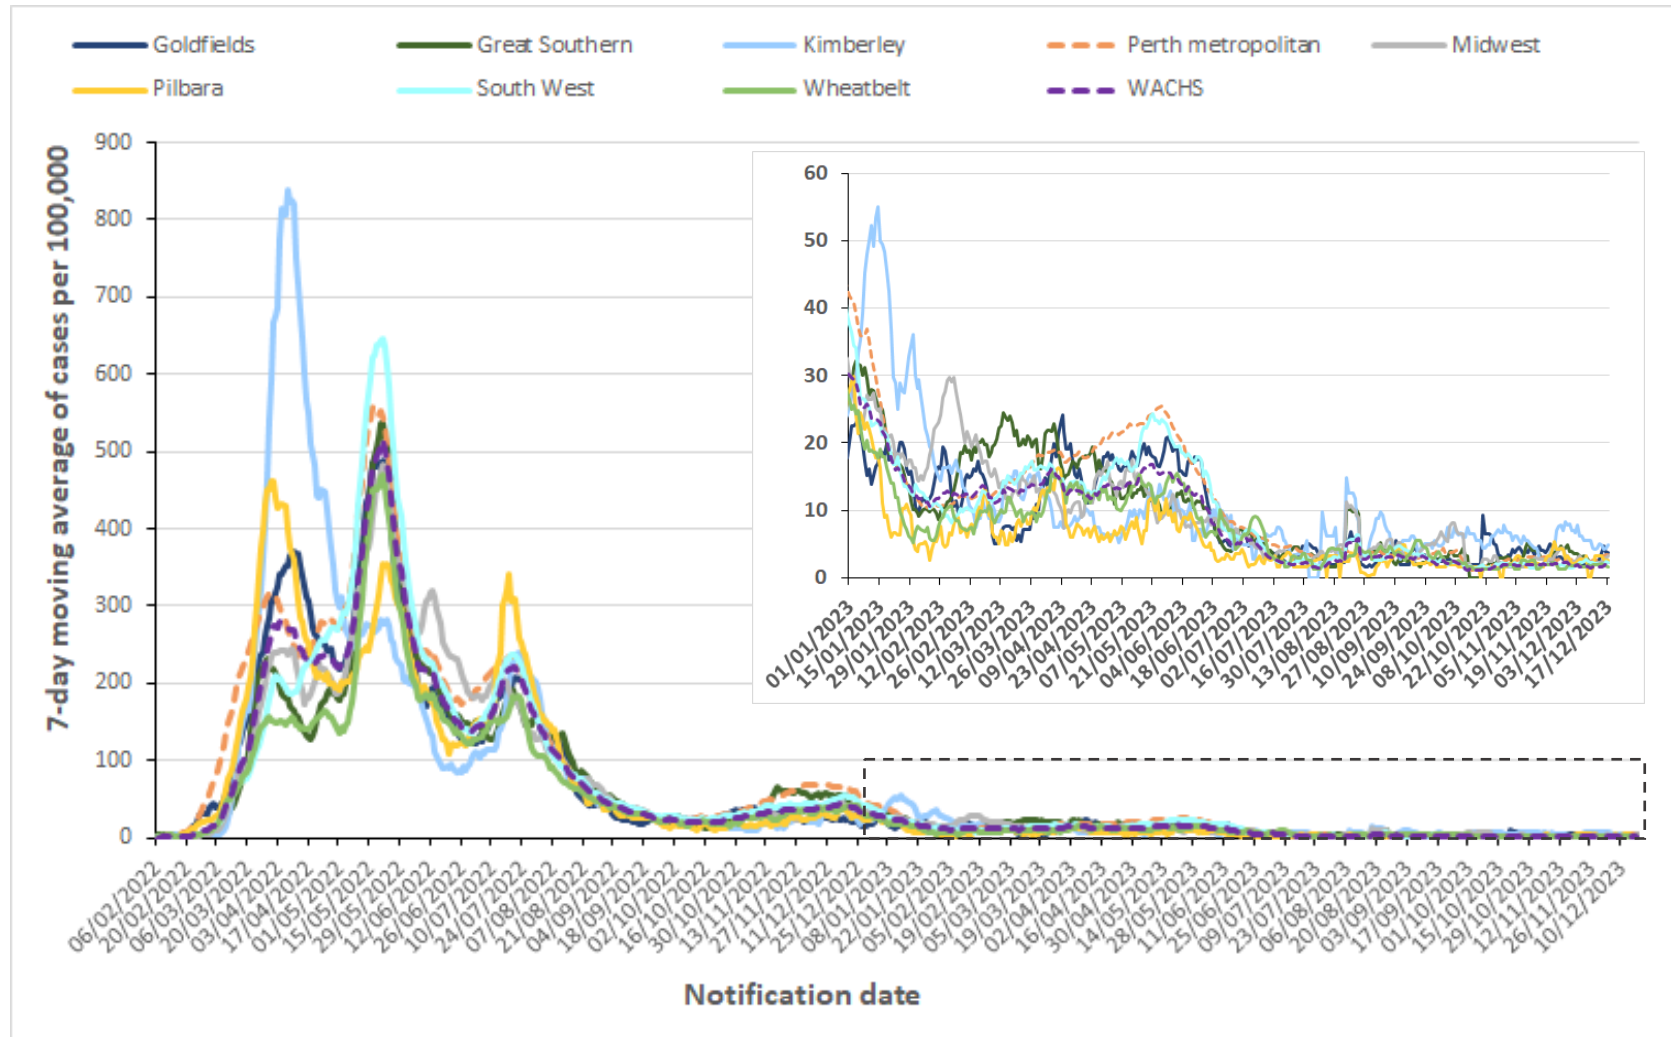 Goldfields Great Southern Kimberley Perth metropolitan Midwest
Pilbara South West Wheatbelt WACHS
7-day moving average of cases per 100,000
900
800
700
600
500
400
300
200
100
0
60
50
40
30
20
10
0
01/01/2023 15/01/2023 29/01/2023 12/02/2023 26/02/2023 12/03/2023 26/03/2023 09/04/2023 23/04/2023 07/05/2023 21/05/2023 04/06/2023 18/06/2023 02/07/2023 16/07/2023 30/07/2023 13/08/2023 27/08/2023 10/09/2023 24/09/2023 08/10/2023 22/10/2023 05/11/2023 19/11/2023 03/12/2023 17/12/2023
06/02/2022 20/02/2022 06/03/2022 20/03/2022 03/04/2022 17/04/2022 01/05/2022 15/05/2022 29/05/2022 12/06/2022 26/06/2022 10/07/2022 24/07/2022 07/08/2022 21/08/2022 04/09/2022 18/09/2022 02/10/2022 16/10/2022 30/10/2022 13/11/2022 27/11/2022 11/12/2022 25/12/2022 08/01/2023 22/01/2023 05/02/2023 19/02/2023 05/03/2023 19/03/2023 02/04/2023 16/04/2023 30/04/2023 14/05/2023 28/05/2023 11/06/2023 25/06/2023 09/07/2023 23/07/2023 06/08/2023 20/08/2023 03/09/2023 17/09/2023 01/10/2023 15/10/2023 29/10/2023 12/11/2023 26/11/2023 10/12/2023
Notification date